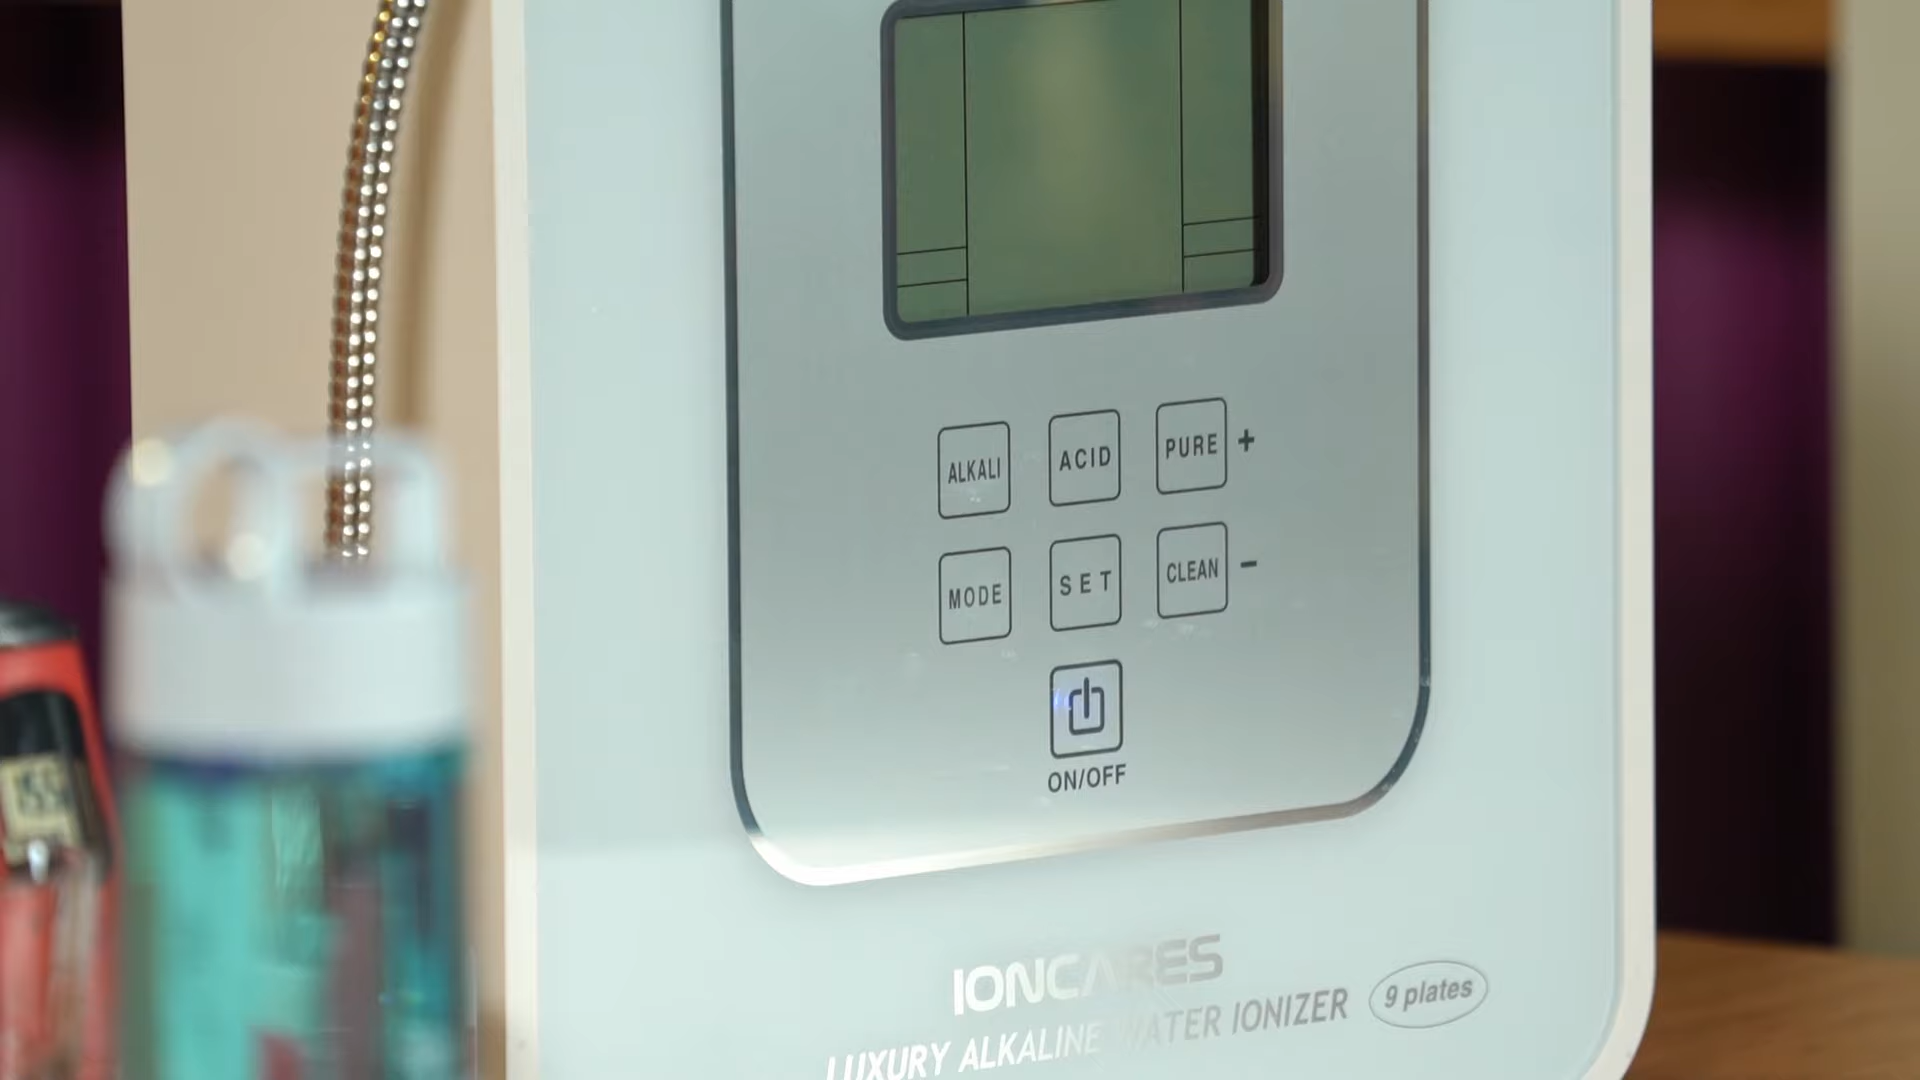 ALKALI ACID PURE +
MODE SET CLEAN -
ON/OFF
IONCARES
LUXURY ALKALINE WATER IONIZER 9 plates